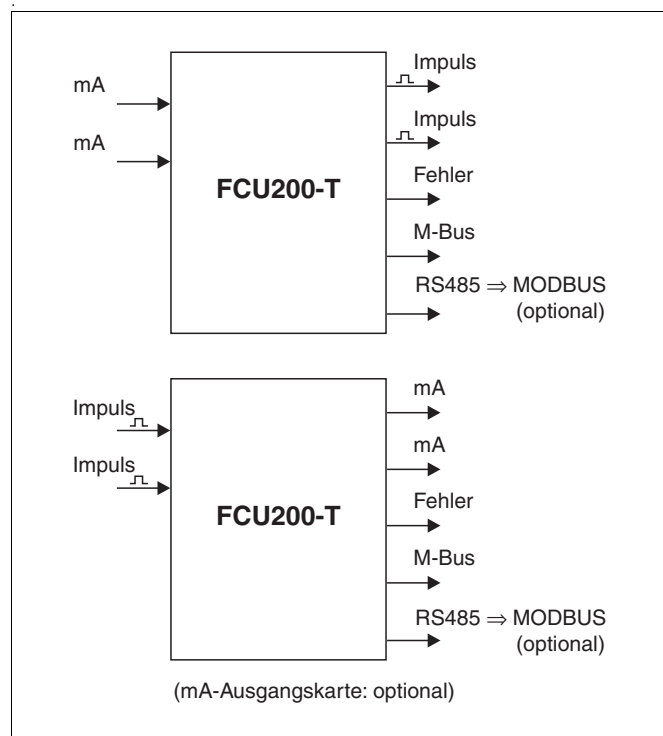 mA
mA
FCU200-T
Impuls
Impuls
Fehler
M-Bus
RS485 ⇒ MODBUS
(optional)
Impuls
Impuls
FCU200-T
mA
mA
Fehler
M-Bus
RS485 ⇒ MODBUS
(optional)
(mA-Ausgangskarte: optional)